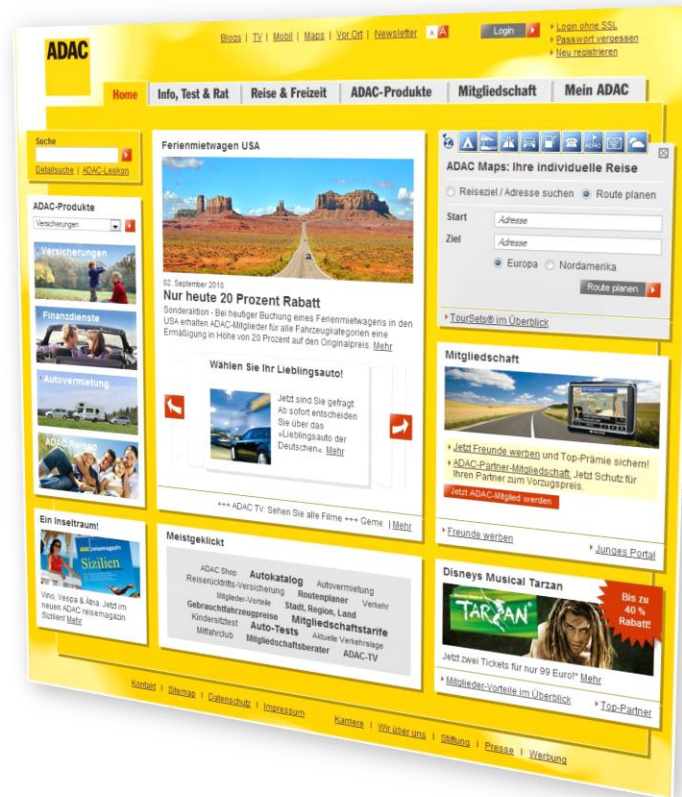 ADAC
Blogs | TV | Mobil | Maps | Vor Ort | Newsletter A A
Login
Login ohne SSL
Passwort vergessen
Neu registrieren
Home Info, Test & Rat Reise & Freizeit ADAC-Produkte Mitgliedschaft Mein ADAC
Suche
Detailsuche | ADAC-Lexikon
ADAC-Produkte
Versicherungen
Versicherungen
Finanzdienste
Autovermietung
ADAC Reisen
Ein Inseltraum!
reisemagazin
Sizilien
Vino, Vespa & Ätna. Jetzt im
neuen ADAC reisemagazin
Sizilien! Mehr
Ferienmietwagen USA
02. September 2010
Nur heute 20 Prozent Rabatt
Sonderaktion - Bei heutiger Buchung eines Ferienmietwagens in den
USA erhalten ADAC-Mitglieder für alle Fahrzeugkategorien eine
Ermäßigung in Höhe von 20 Prozent auf den Originalpreis. Mehr
Wählen Sie Ihr Lieblingsauto!
Jetzt sind Sie gefragt.
Ab sofort entscheiden
Sie über das
»Lieblingsauto der
Deutschen«. Mehr
+++ ADAC TV: Sehen Sie alle Filme +++ Geme | Mehr
Meistgeklickt
ADAC Shop Autokatalog Autovermietung
Reiserücktritts-Versicherung Routenplaner Verkehr
Mitglieder-Vorteile Stadt, Region, Land
Gebrauchtfahrzeugpreise Mitgliedschaftstarife
Kindersitztest Auto-Tests Aktuelle Verkehrslage
Mitfahrclub Mitgliedschaftsberater ADAC-TV
ADAC Maps: Ihre individuelle Reise
Reiseziel / Adresse suchen Route planen
Start Adresse
Ziel Adresse
Europa Nordamerika
Route planen
TourSets® im Überblick
Mitgliedschaft
Jetzt Freunde werben und Top-Prämie sichern!
ADAC-Partner-Mitgliedschaft: Jetzt Schutz für
Ihren Partner zum Vorzugspreis.
Jetzt ADAC-Mitglied werden
Freunde werben
Junges Portal
Disneys Musical Tarzan
TARZAN
Bis zu
40 %
Rabatt!
Jetzt zwei Tickets für nur 99 Euro!* Mehr
Mitglieder-Vorteile im Überblick
Top-Partner
Kontakt | Sitemap | Datenschutz | Impressum Karriere | Wir über uns | Stiftung | Presse | Werbung